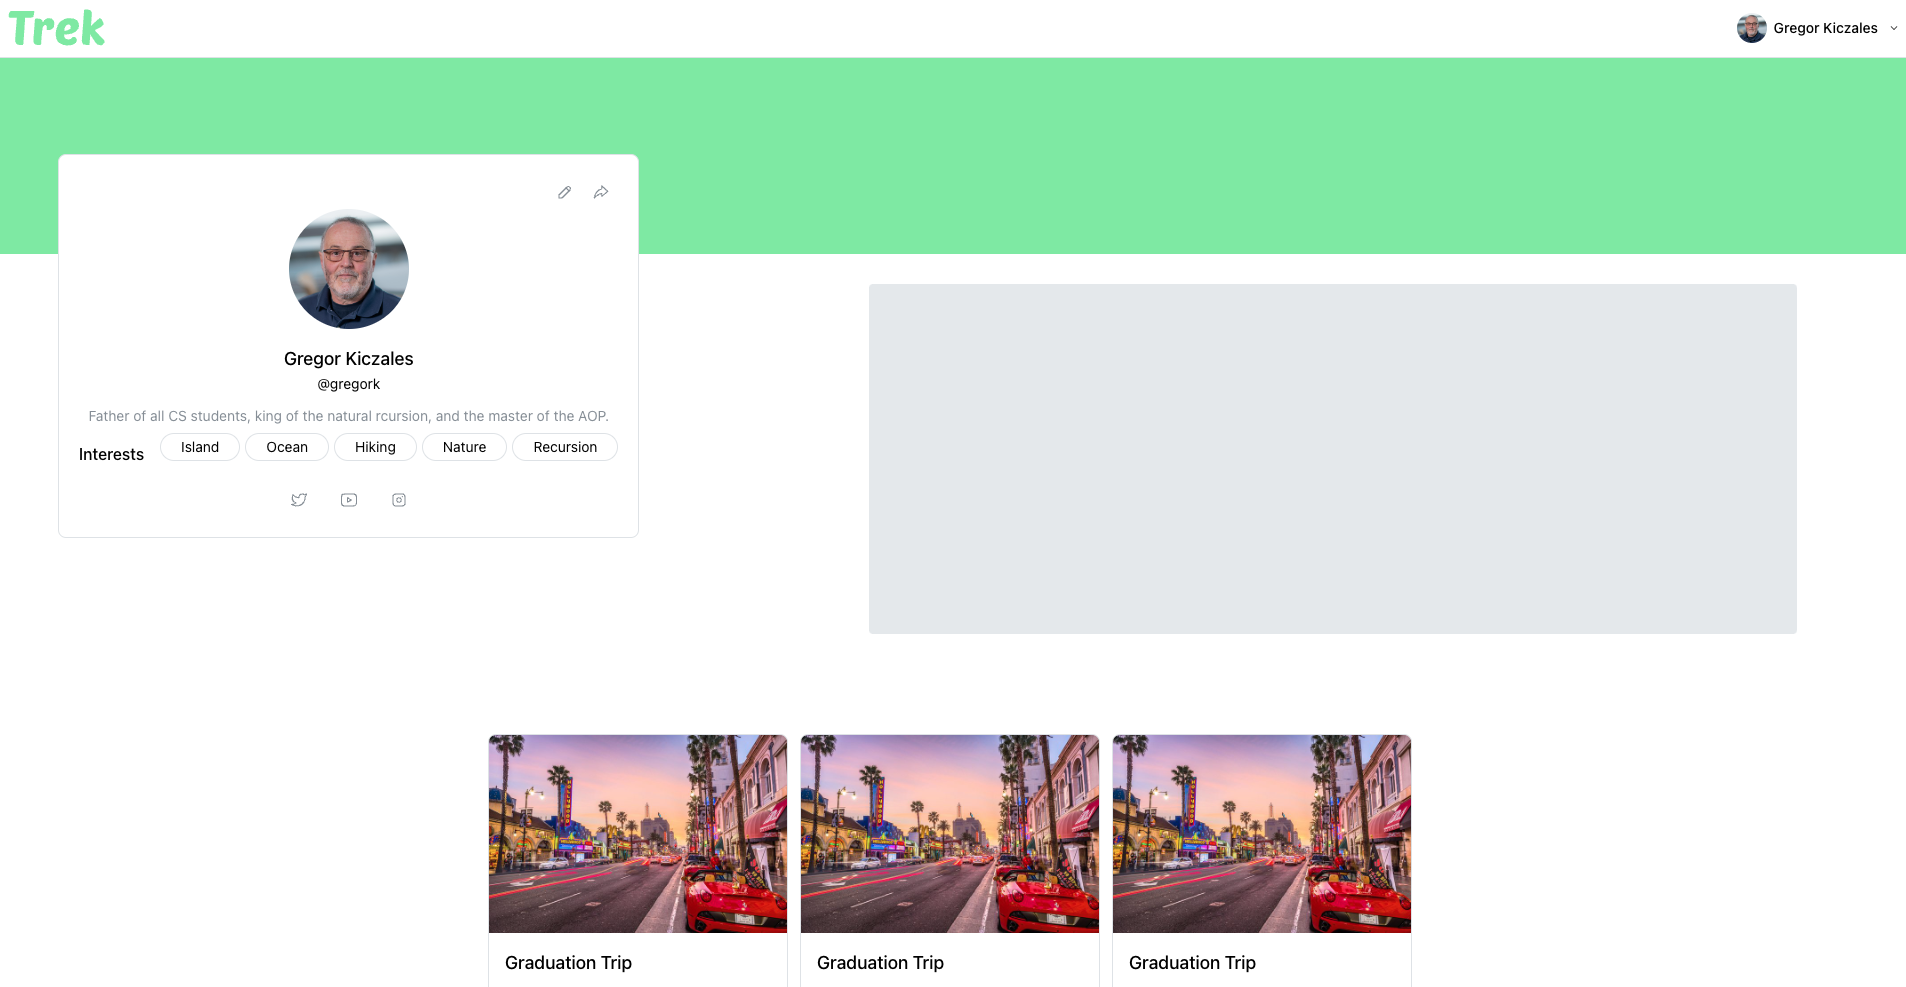 Trek
Gregor Kiczales
Gregor Kiczales
@gregork
Father of all CS students, king of the natural rcursion, and the master of the AOP.
Interests Island Ocean Hiking Nature Recursion
Graduation Trip Graduation Trip Graduation Trip